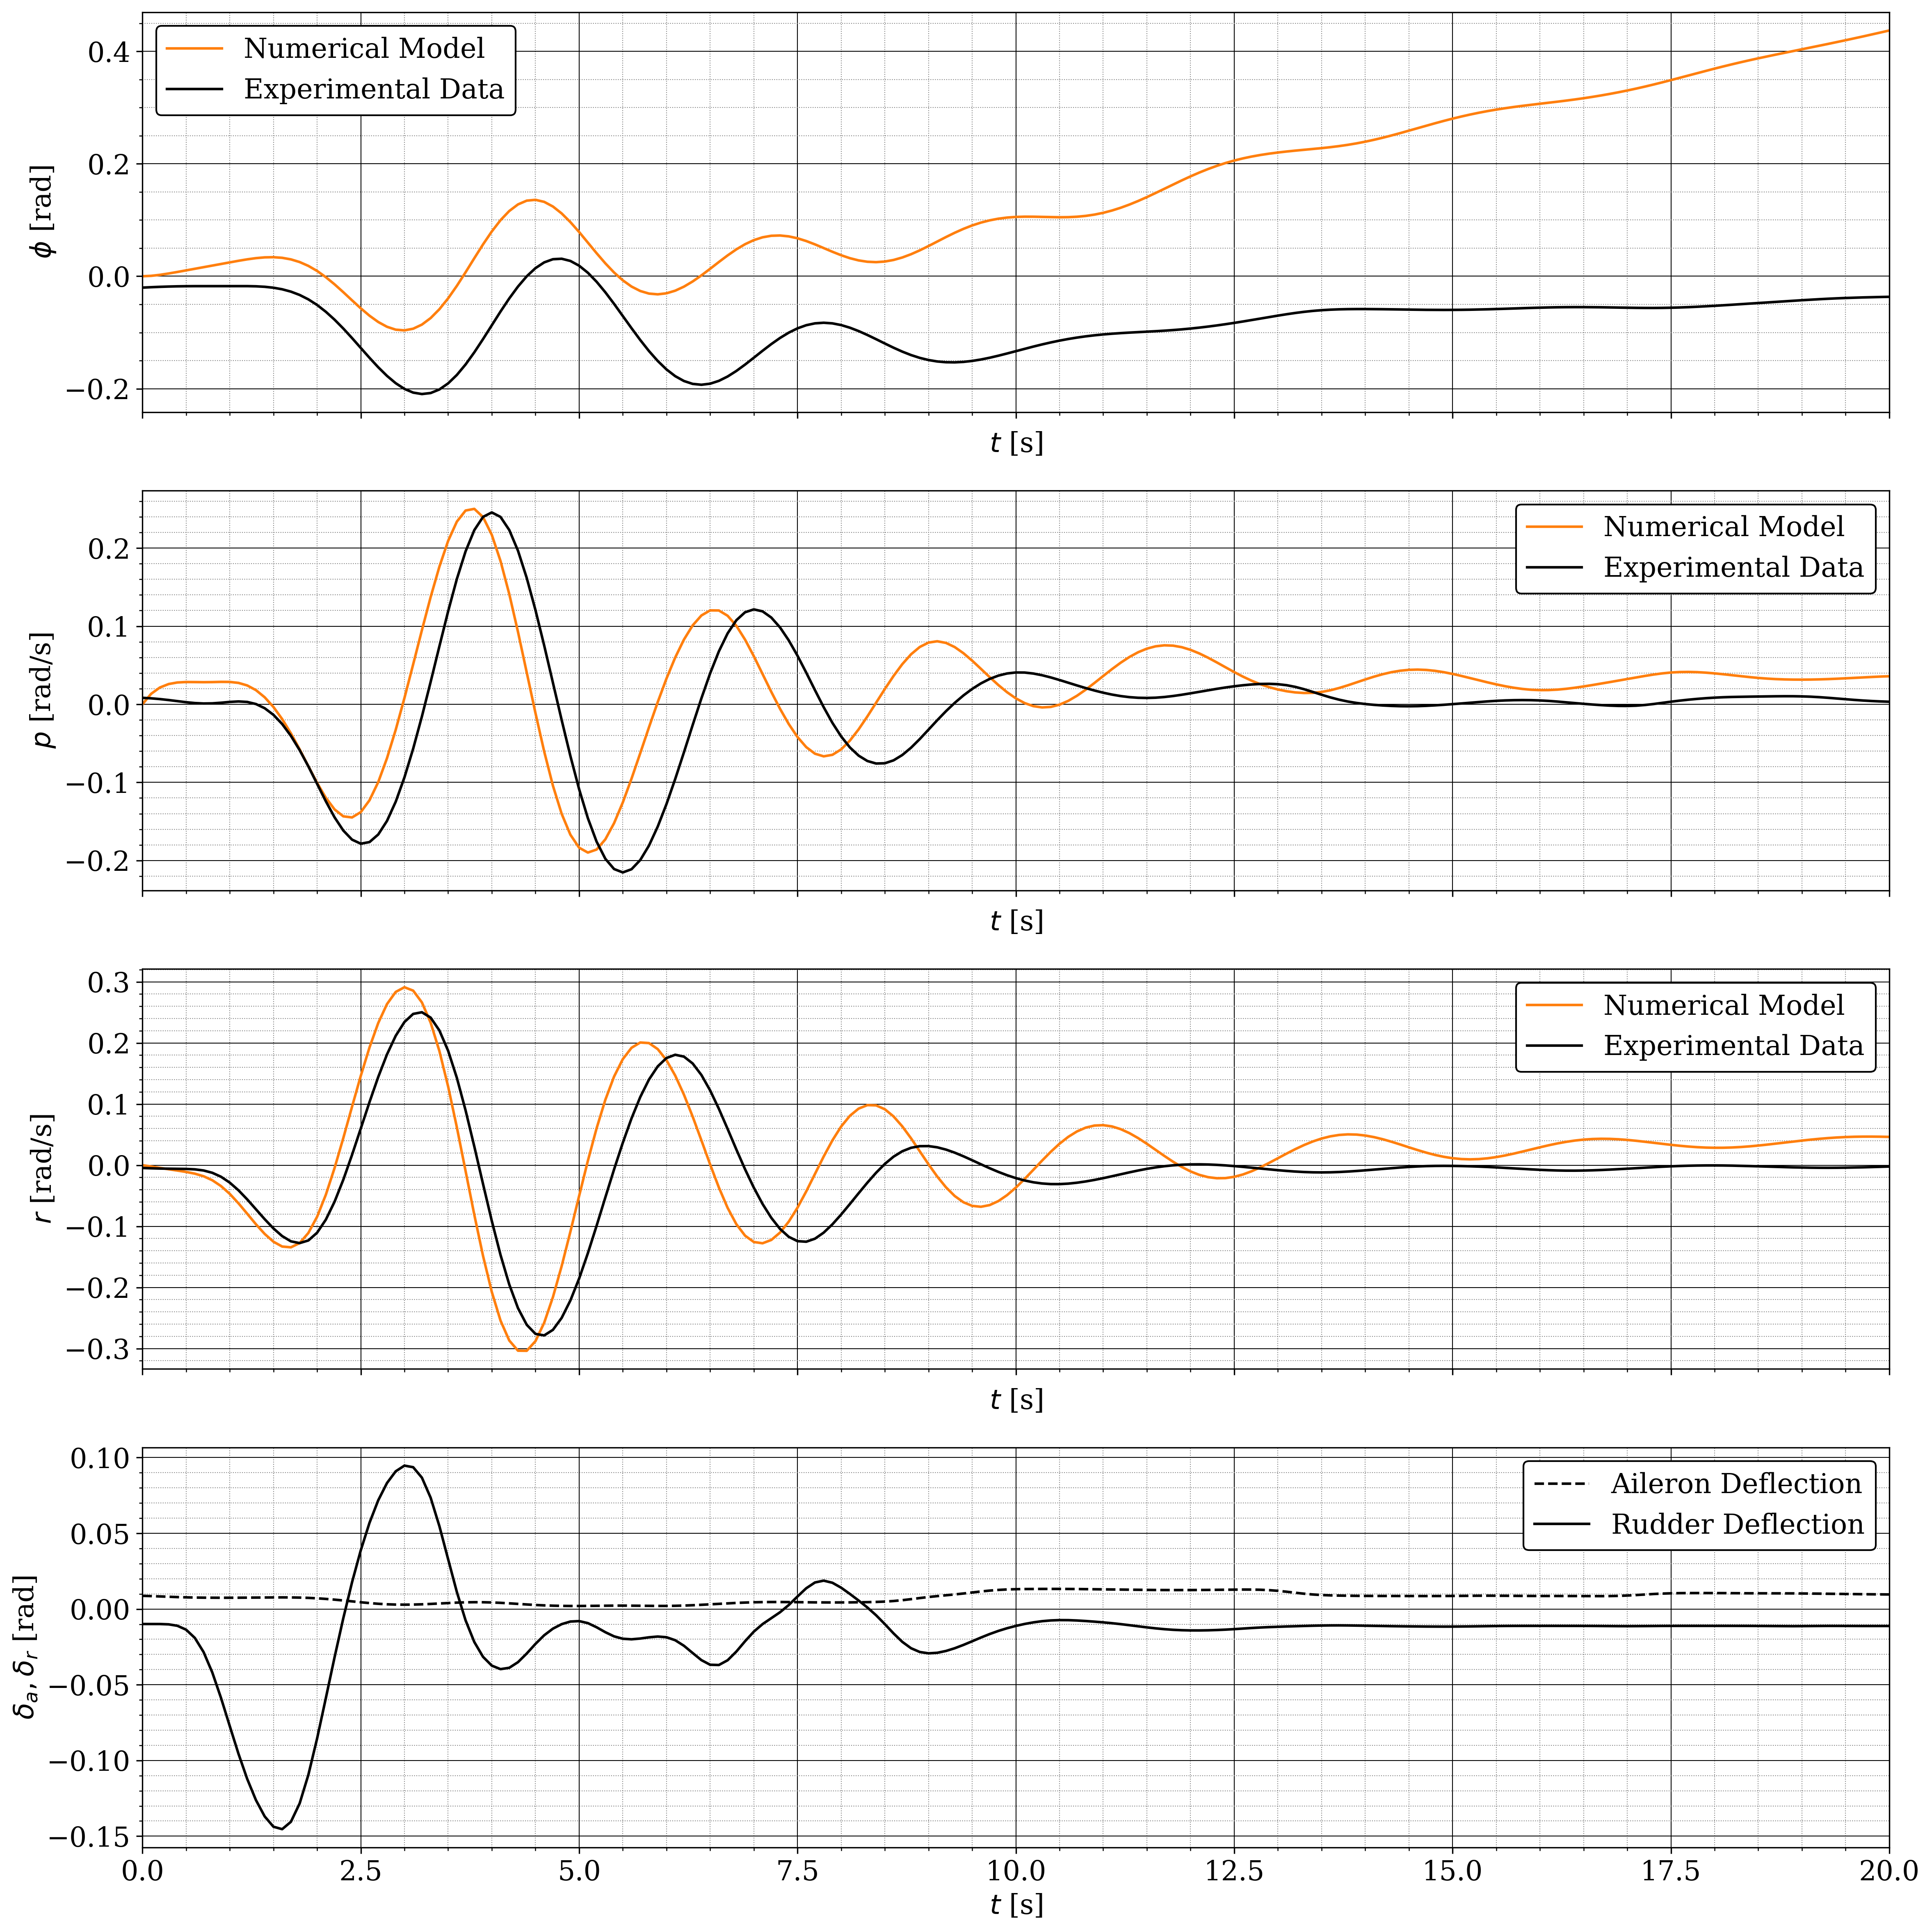 Numerical Model
Experimental Data
0.4
0.2
0.0
−0.2
ϕ [rad]
t [s]
Numerical Model
Experimental Data
0.2
0.1
0.0
−0.1
−0.2
p [rad/s]
t [s]
Numerical Model
Experimental Data
0.3
0.2
0.1
0.0
−0.1
−0.2
−0.3
r [rad/s]
t [s]
Aileron Deflection
Rudder Deflection
0.10
0.05
0.00
−0.05
−0.10
−0.15
δa, δr [rad]
0.0 2.5 5.0 7.5 10.0 12.5 15.0 17.5 20.0
t [s]